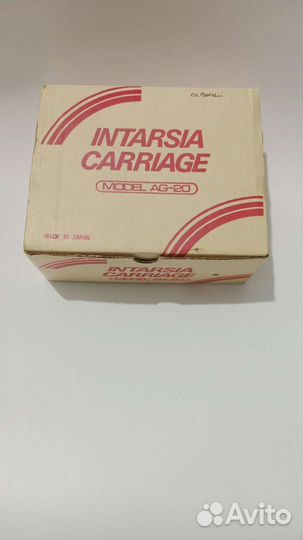 INTARSIA
CARRIAGE
MODEL AG-20
MADE IN JAPAN
INTARSIA
CARRIAGE
Avito